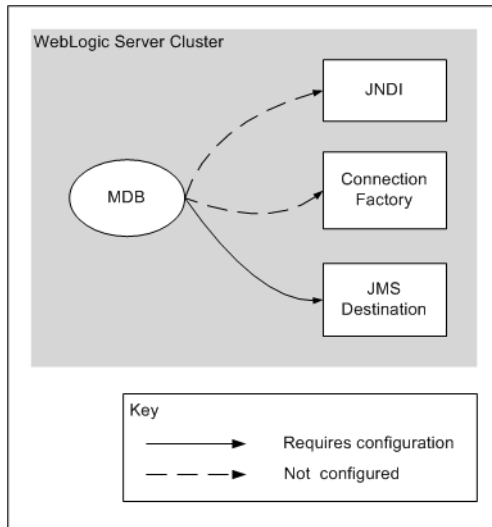 WebLogic Server Cluster
JNDI
MDB
Connection
Factory
JMS
Destination
Key
Requires configuration
Not configured